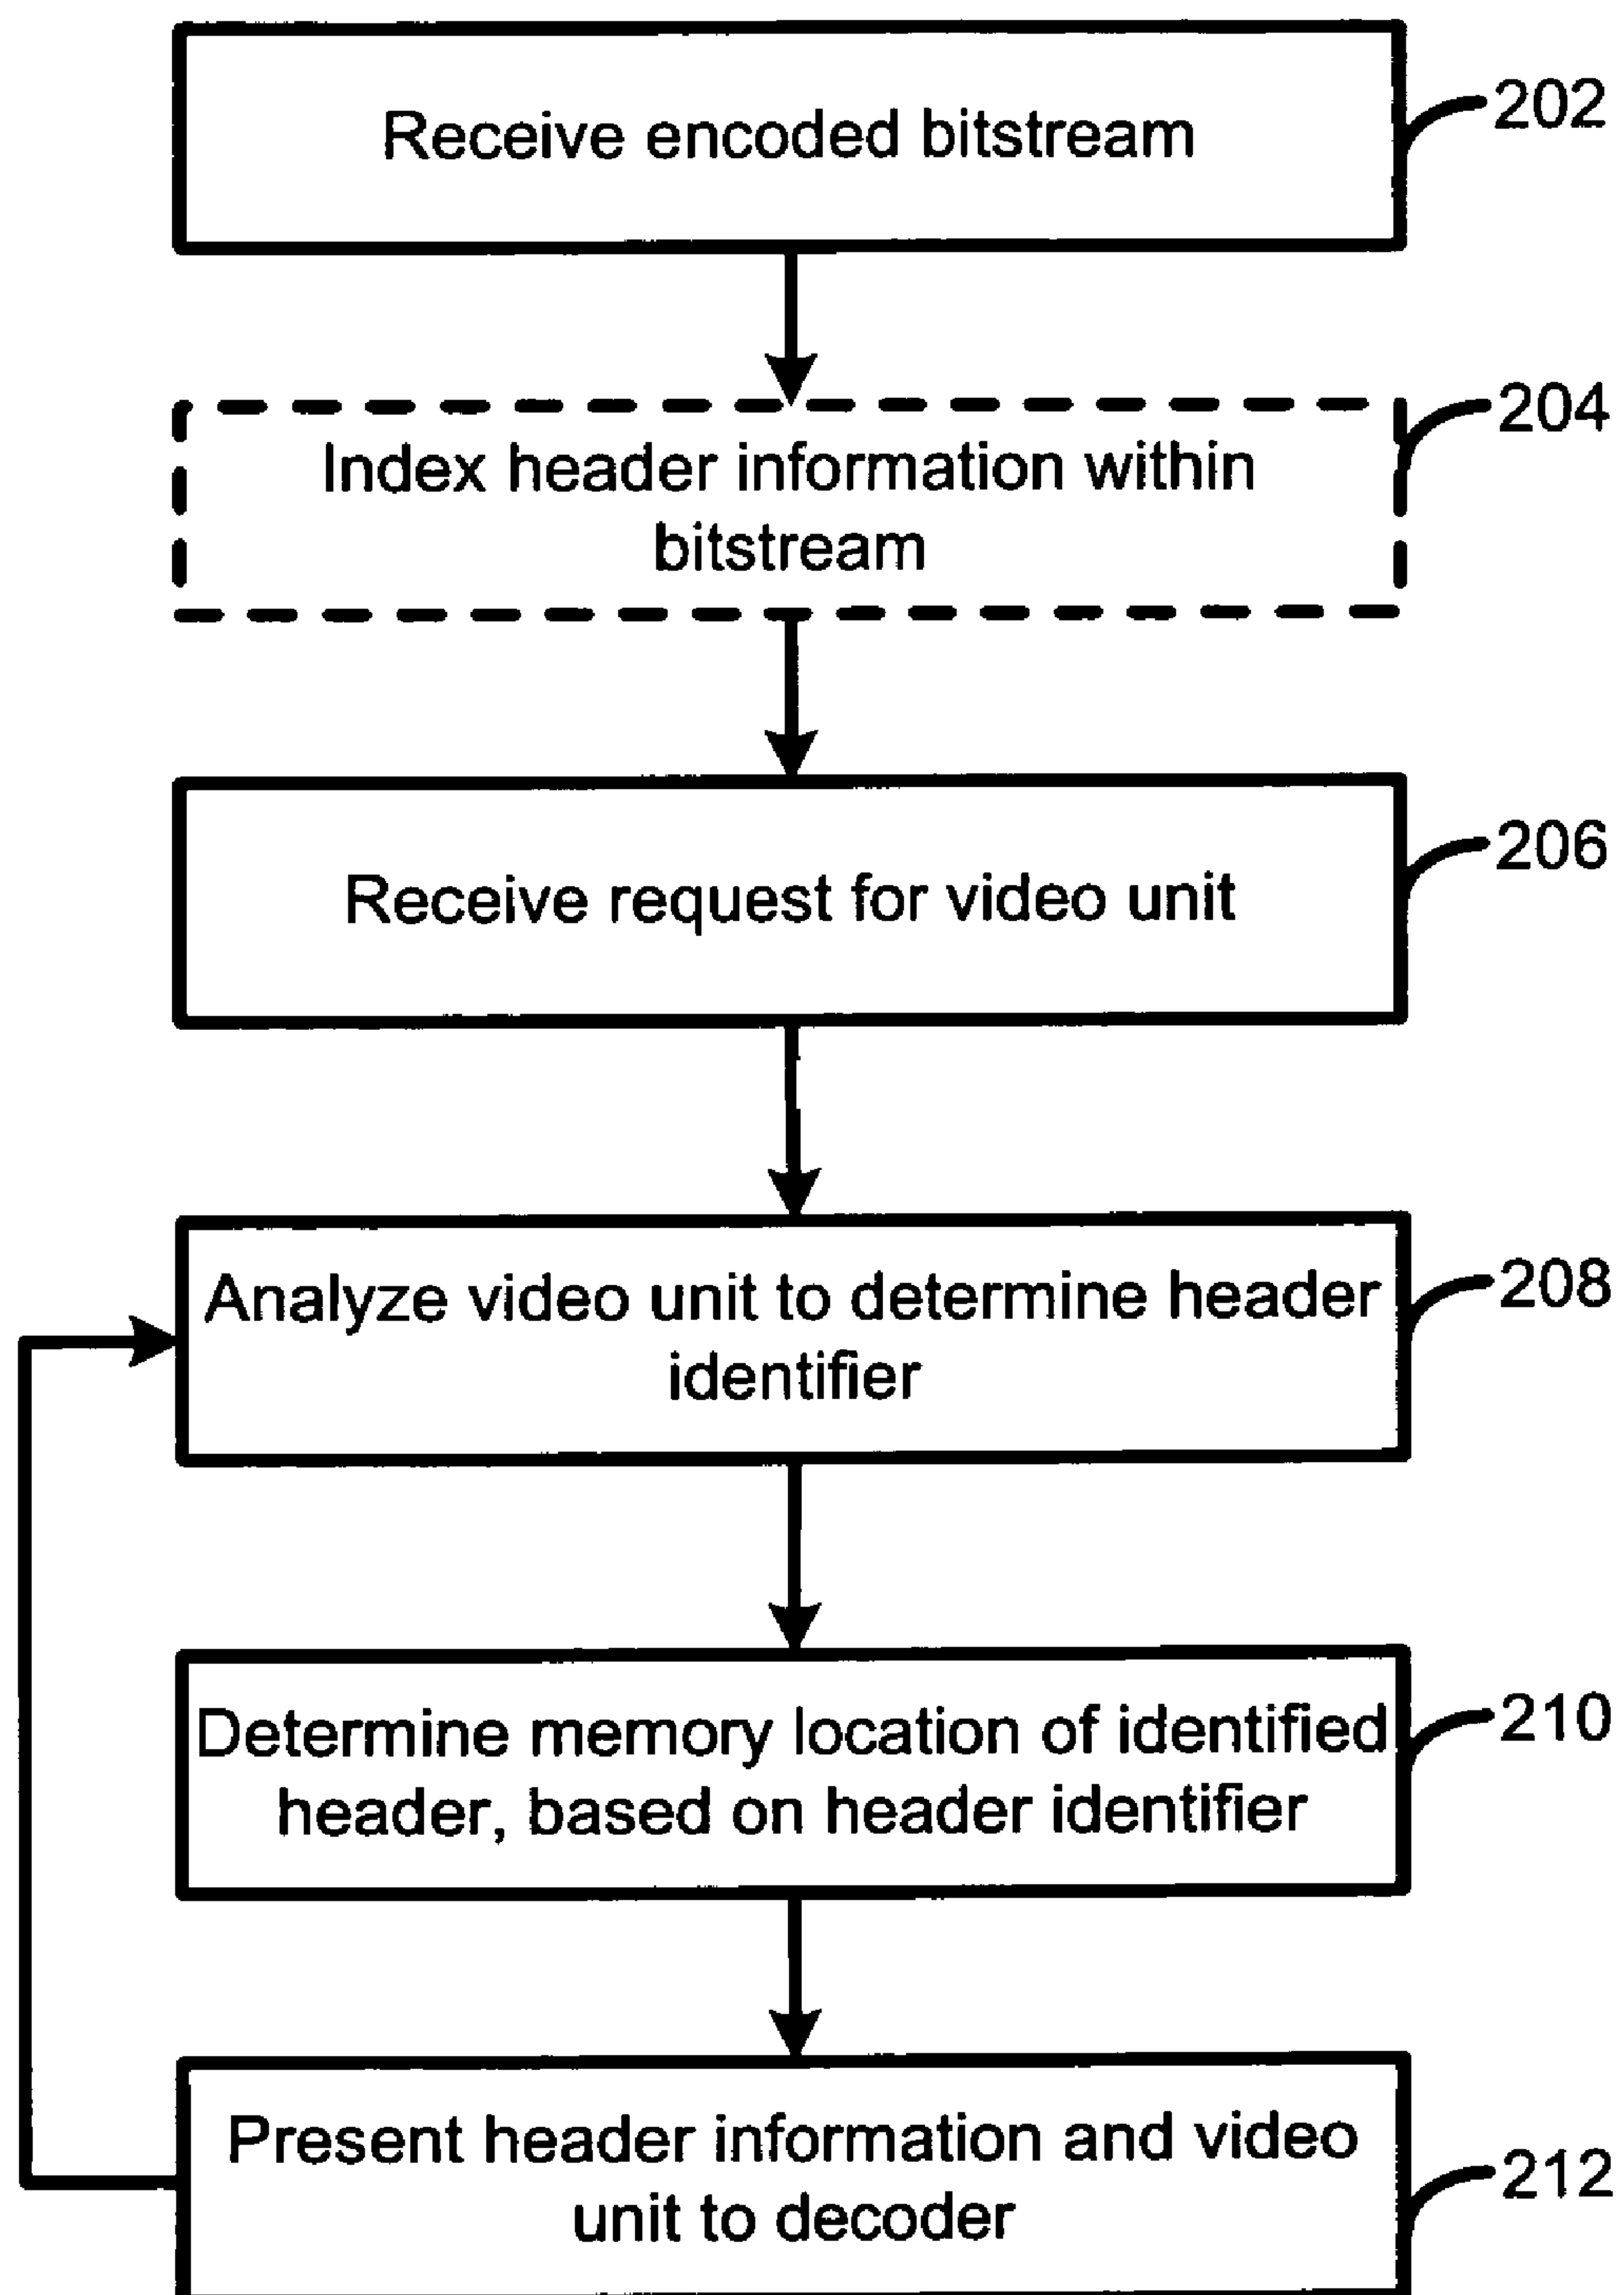 Receive encoded bitstream
202
Index header information within
bitstream
204
Receive request for video unit
206
Analyze video unit to determine header
identifier
208
Determine memory location of identified
header, based on header identifier
210
Present header information and video
unit to decoder
212